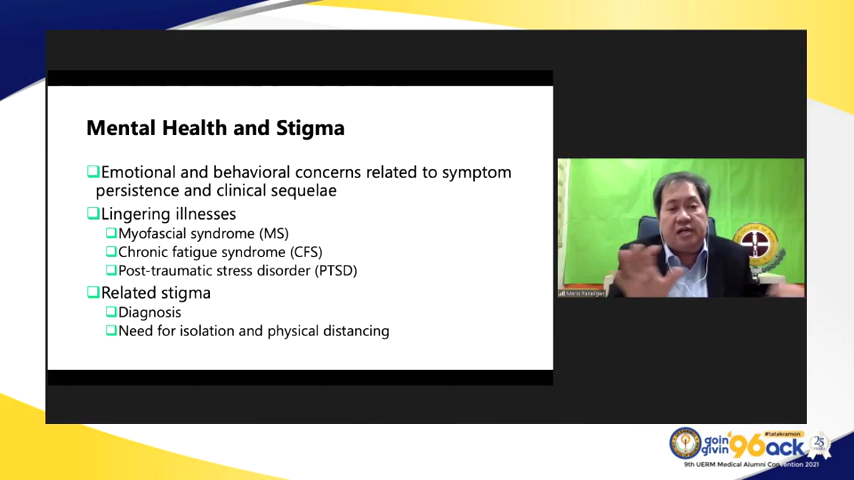 Mental Health and Stigma
Emotional and behavioral concerns related to symptom
persistence and clinical sequelae
Lingering illnesses
Myofascial syndrome (MS)
Chronic fatigue syndrome (CFS)
Post-traumatic stress disorder (PTSD)
Related stigma
Diagnosis
Need for isolation and physical distancing
#tatakramon
goin' '96 ack
givin'
25
9th UERM Medical Alumni Convention 2021